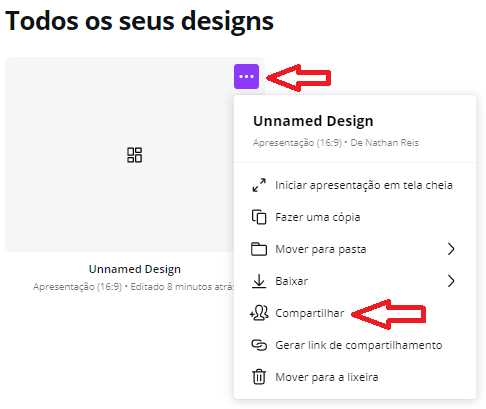 Todos os seus designs
Unnamed Design
Apresentação (16:9) • De Nathan Reis
Iniciar apresentação em tela cheia
Fazer uma cópia
Mover para pasta
Baixar
Compartilhar
Gerar link de compartilhamento
Mover para a lixeira
Unnamed Design
Apresentação (16:9) • Editado 8 minutos atrás